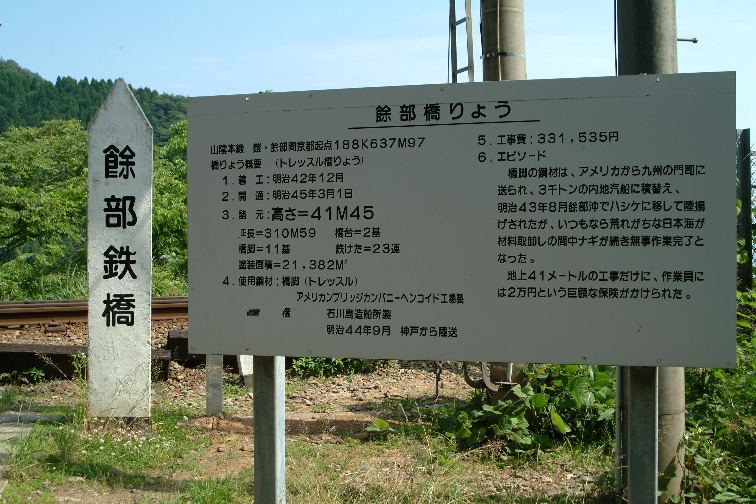 餘部鉄橋
餘部橋りょう
山陰本線 鎧・餘部間京都起点188K637M97
橋りょう概要 (トレッスル橋りょう)
1. 着 工:明治42年12月
2. 開 通:明治45年3月1日
3. 諸 元:高さ=41M45
正長=310M59 橋台=2基
橋脚=11基 鉄けた=23連
塗装面積=21,382M²
4. 使用鋼材:橋脚(トレッスル)
アメリカンブリッジカンパニーペンコイド工場製
橋 石川島造船所製
明治44年9月 神戸から陸送
5. 工事費:331,535円
6. エピソード
橋脚の鋼材は、アメリカから九州の門司に
送られ、3千トンの内地汽船に積替え、
明治43年8月餘部沖でハシケに移して陸揚
げされたが、いつもなら荒れがちな日本海が
材料取卸しの間中ナギが続き無事作業完了と
なった。
地上41メートルの工事だけに、作業員に
は2万円という巨額な保険がかけられた。